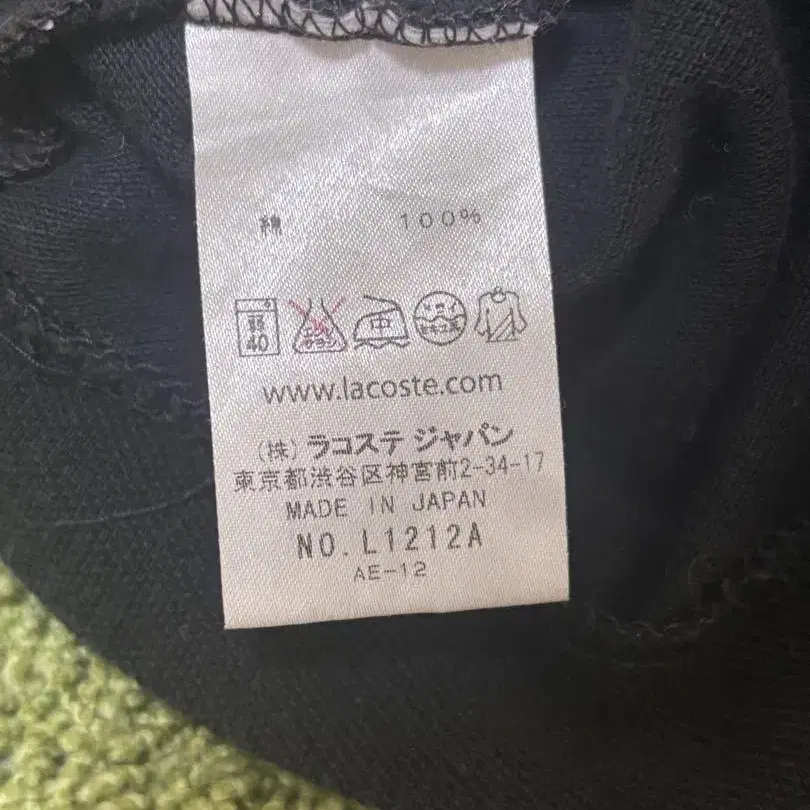 綿 100%
40 中
www.lacoste.com
(株) ラコステ ジャパン
東京都渋谷区神宮前2-34-17
MADE IN JAPAN
NO. L1212A
AE-12